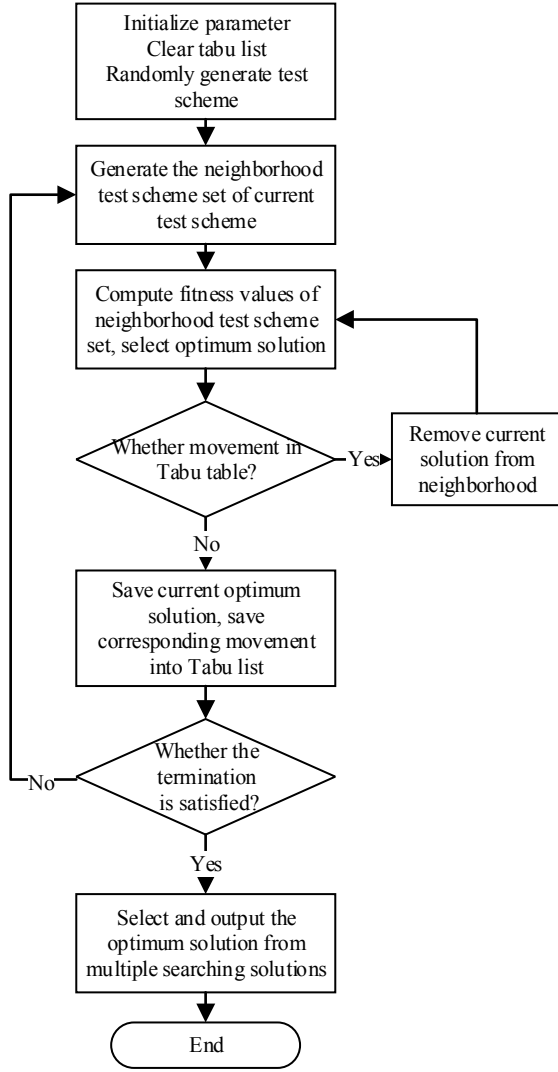 Initialize parameter
Clear tabu list
Randomly generate test
scheme
Generate the neighborhood
test scheme set of current
test scheme
Compute fitness values of
neighborhood test scheme
set, select optimum solution
Whether movement in
Tabu table?
Yes
Remove current
solution from
neighborhood
No
Save current optimum
solution, save
corresponding movement
into Tabu list
Whether the
termination
is satisfied?
No
Yes
Select and output the
optimum solution from
multiple searching solutions
End